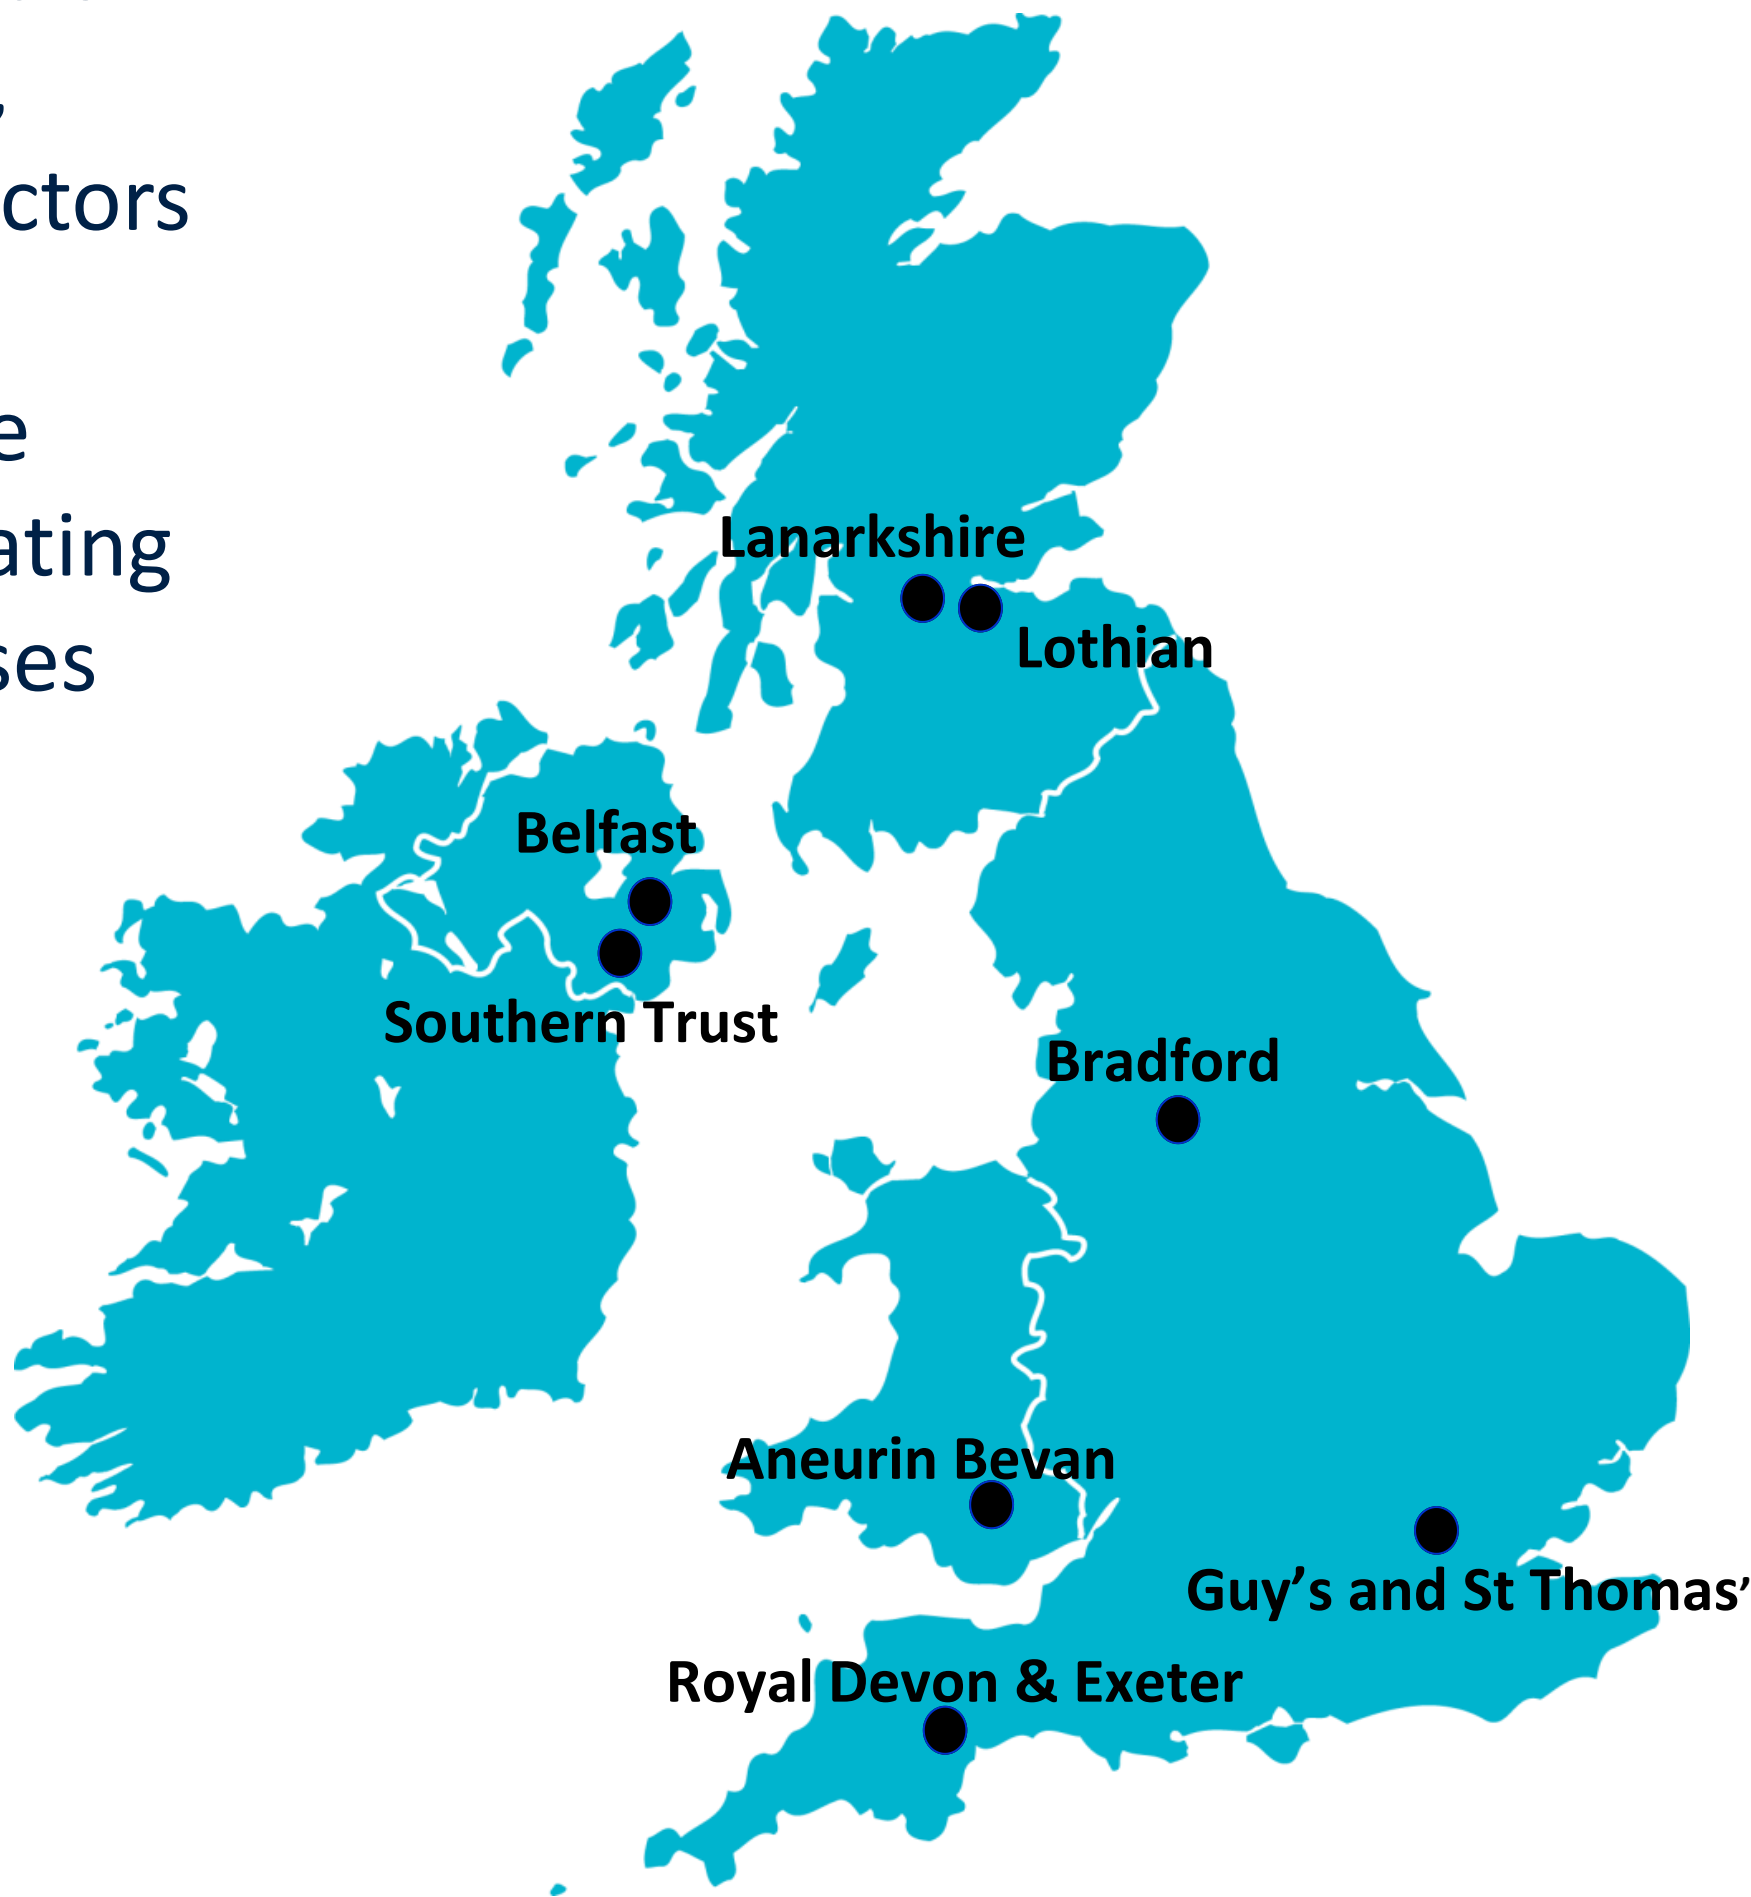 ,
ctors
e
ating
ses
Lanarkshire
Lothian
Belfast
Southern Trust
Bradford
Aneurin Bevan
Guy’s and St Thomas’
Royal Devon & Exeter